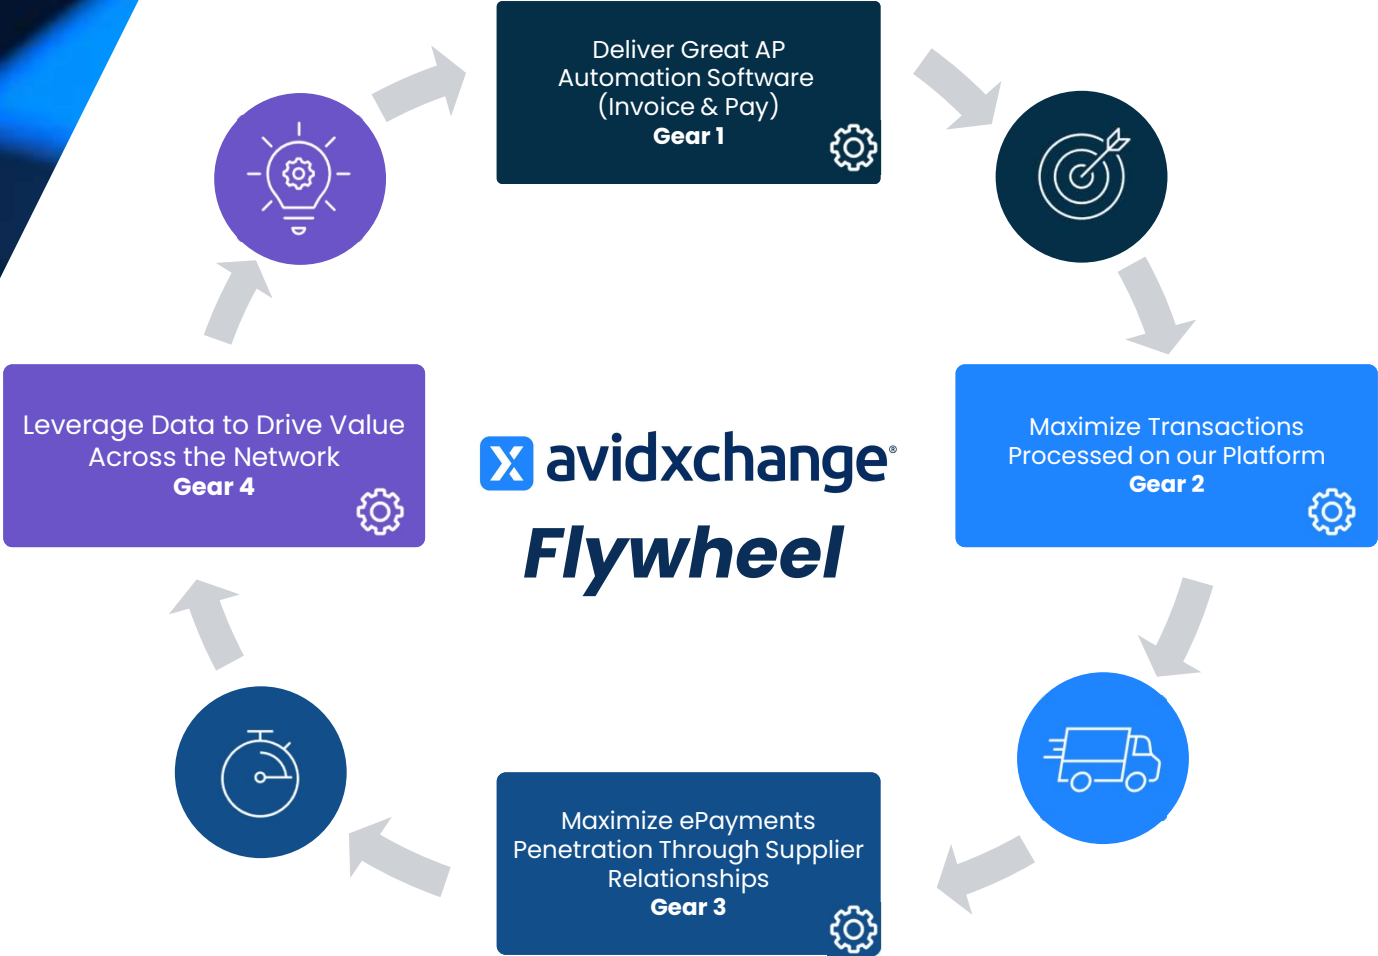 Deliver Great AP
Automation Software
(Invoice & Pay)
Gear 1
Leverage Data to Drive Value
Across the Network
Gear 4
x avidxchange®
Flywheel
Maximize Transactions
Processed on our Platform
Gear 2
Maximize ePayments
Penetration Through Supplier
Relationships
Gear 3